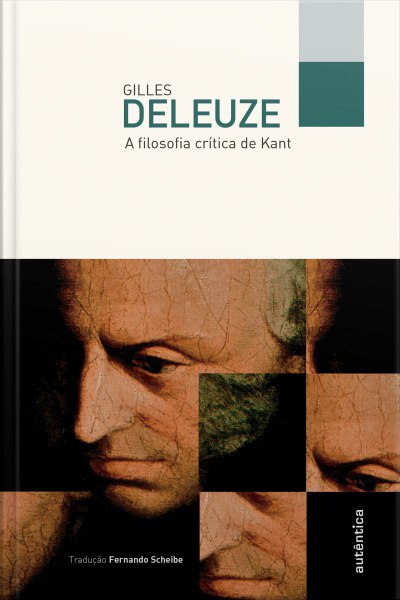 GILLES
DELEUZE
A filosofia crítica de Kant
Tradução Fernando Scheibe
autêntica